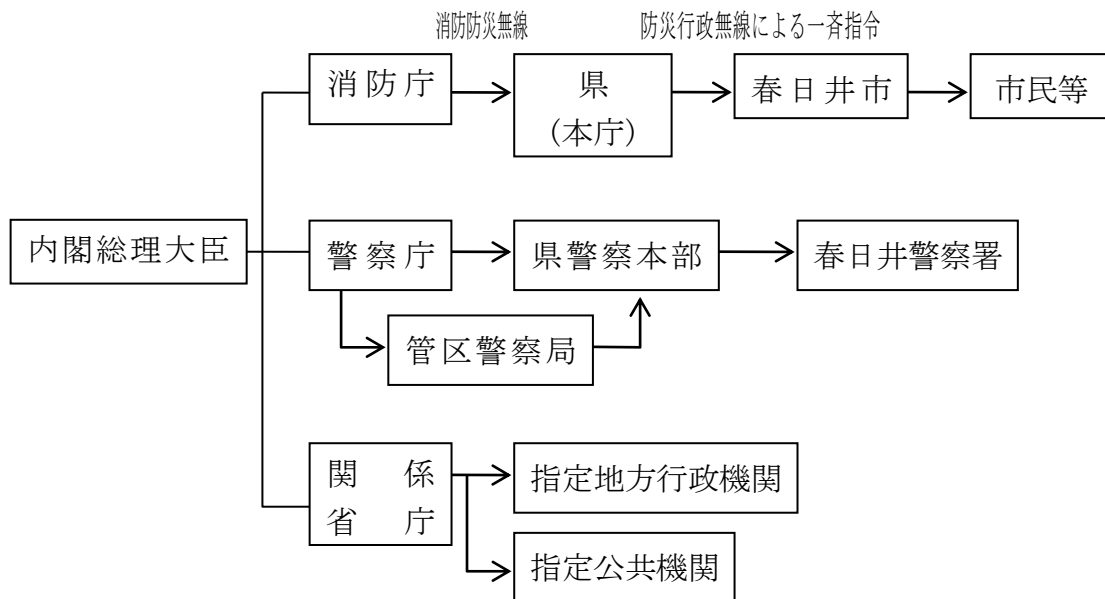 消防防災無線
防災行政無線による一斉指令
消防庁
県
(本庁)
春日井市
市民等
内閣総理大臣
警察庁
県警察本部
春日井警察署
管区警察局
関係
省庁
指定地方行政機関
指定公共機関